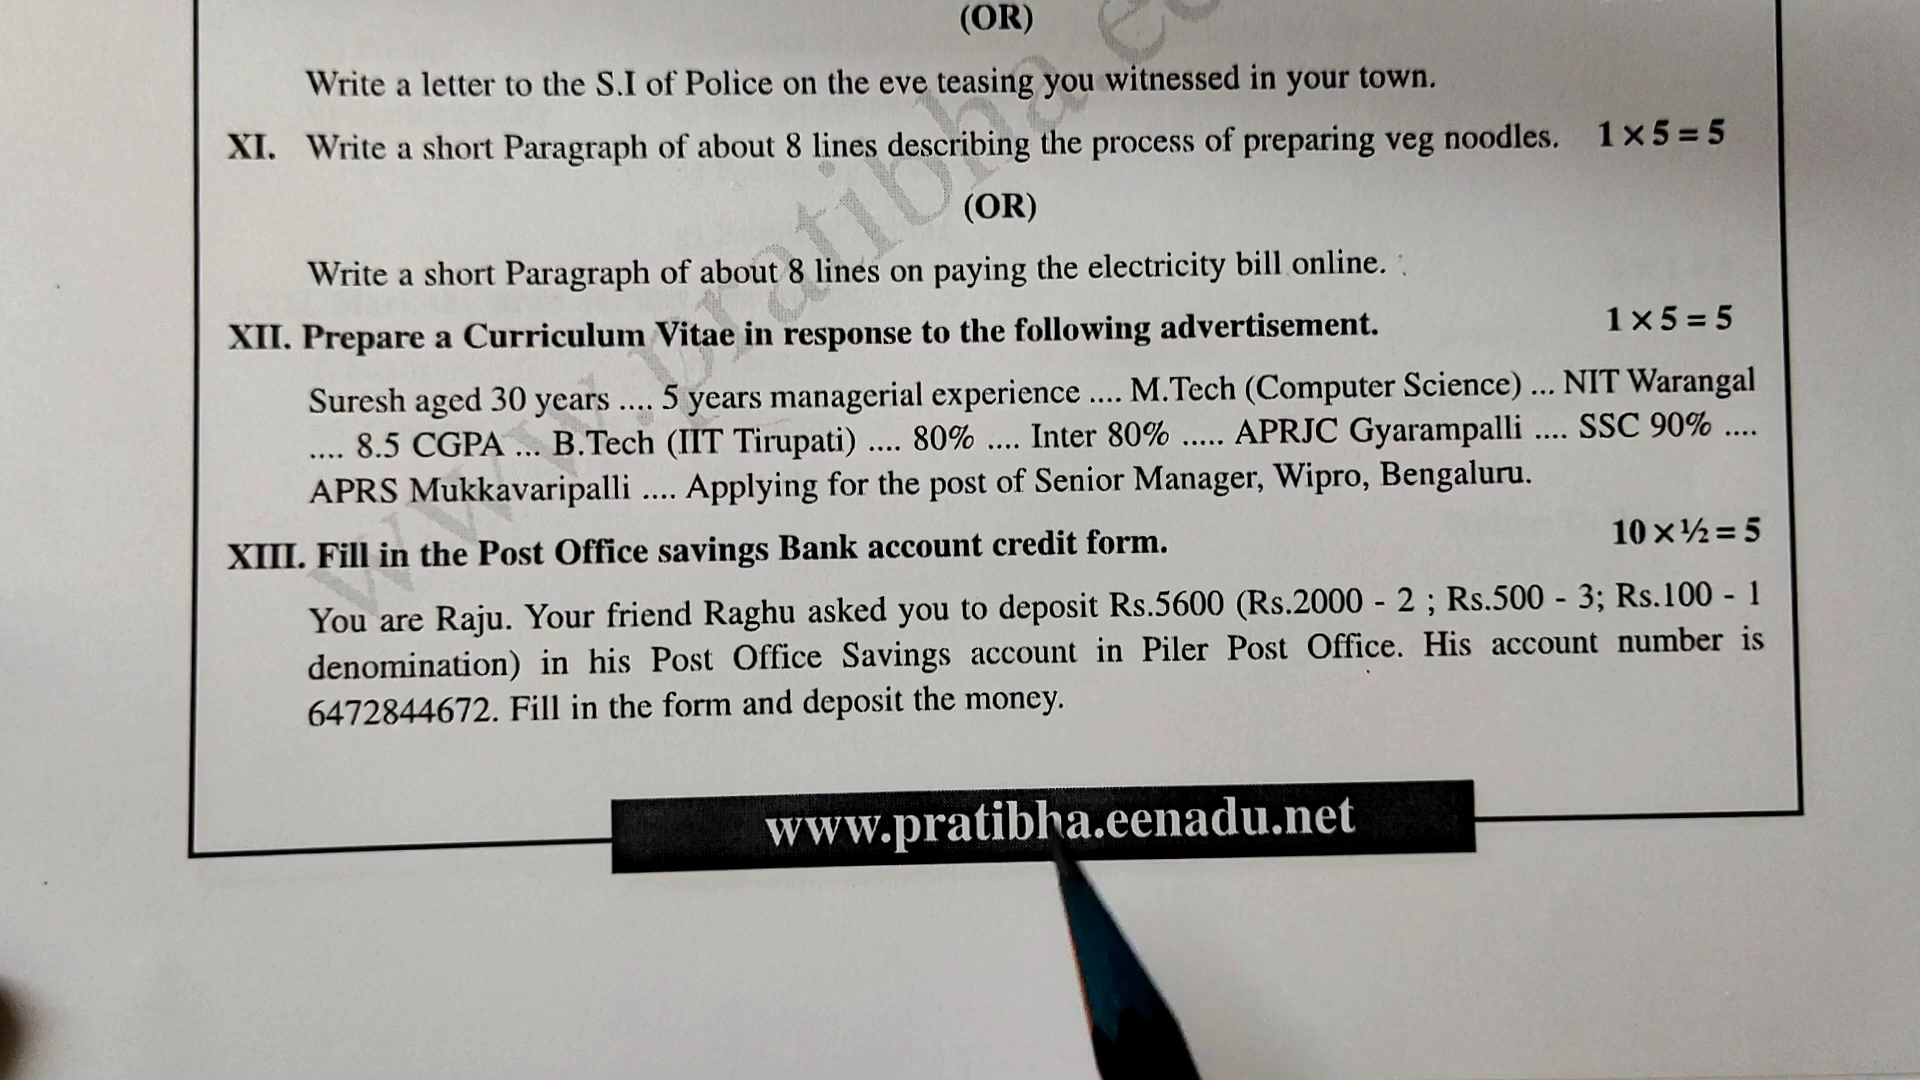 (OR)
Write a letter to the S.I of Police on the eve teasing you witnessed in your town.
XI. Write a short Paragraph of about 8 lines describing the process of preparing veg noodles. 1 × 5 = 5
(OR)
Write a short Paragraph of about 8 lines on paying the electricity bill online.
XII. Prepare a Curriculum Vitae in response to the following advertisement. 1 × 5 = 5
Suresh aged 30 years .... 5 years managerial experience .... M.Tech (Computer Science) ... NIT Warangal
.... 8.5 CGPA ... B.Tech (IIT Tirupati) .... 80% .... Inter 80% ..... APRJC Gyarampalli .... SSC 90% ....
APRS Mukkavaripalli .... Applying for the post of Senior Manager, Wipro, Bengaluru.
XIII. Fill in the Post Office savings Bank account credit form. 10 × ½ = 5
You are Raju. Your friend Raghu asked you to deposit Rs.5600 (Rs.2000 - 2 ; Rs.500 - 3; Rs.100 - 1
denomination) in his Post Office Savings account in Piler Post Office. His account number is
6472844672. Fill in the form and deposit the money.
www.pratibha.eenadu.net
www.pratibha.ee